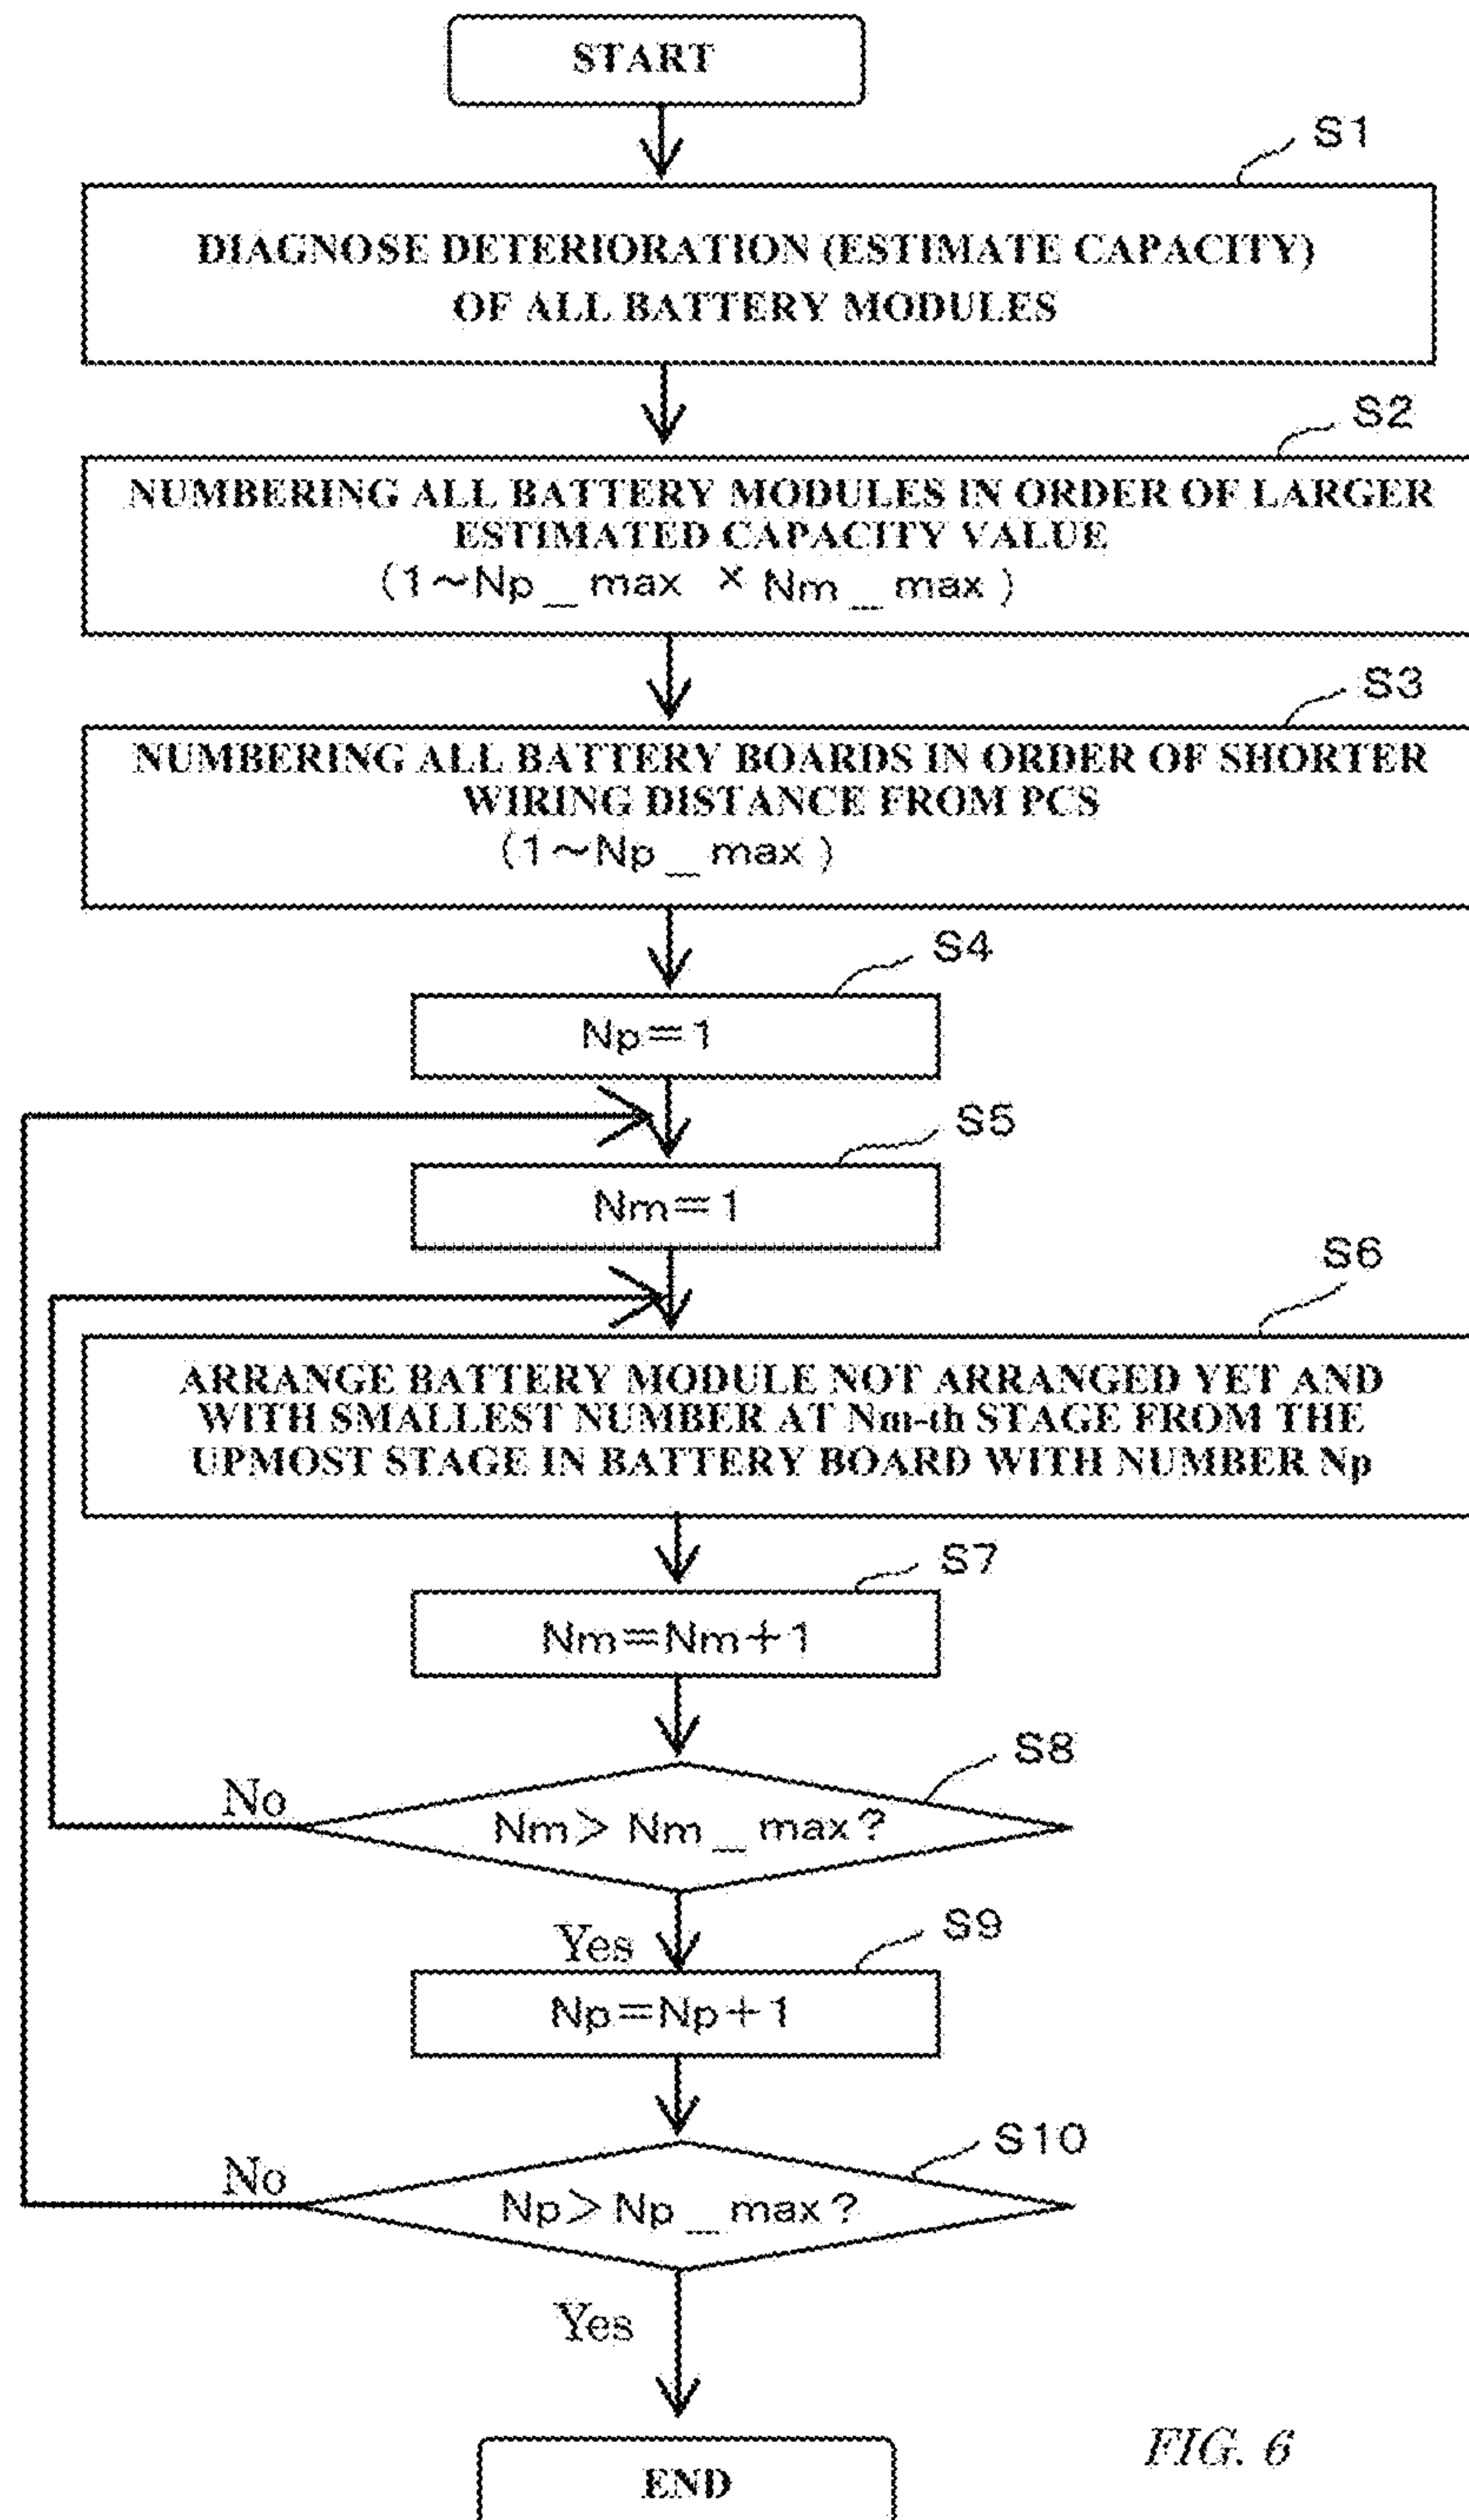 START
S1
DIAGNOSE DETERIORATION (ESTIMATE CAPACITY)
OF ALL BATTERY MODULES
S2
NUMBERING ALL BATTERY MODULES IN ORDER OF LARGER
ESTIMATED CAPACITY VALUE
(1~Np_max × Nm_max)
S3
NUMBERING ALL BATTERY BOARDS IN ORDER OF SHORTER
WIRING DISTANCE FROM PCS
(1~Np_max)
S4
Np=1
S5
Nm=1
S6
ARRANGE BATTERY MODULE NOT ARRANGED YET AND
WITH SMALLEST NUMBER AT Nm-th STAGE FROM THE
UPMOST STAGE IN BATTERY BOARD WITH NUMBER Np
S7
Nm=Nm+1
S8
No
Nm> Nm_max?
Yes
S9
Np=Np+1
S10
No
Np>Np_max?
Yes
END
FIG. 6